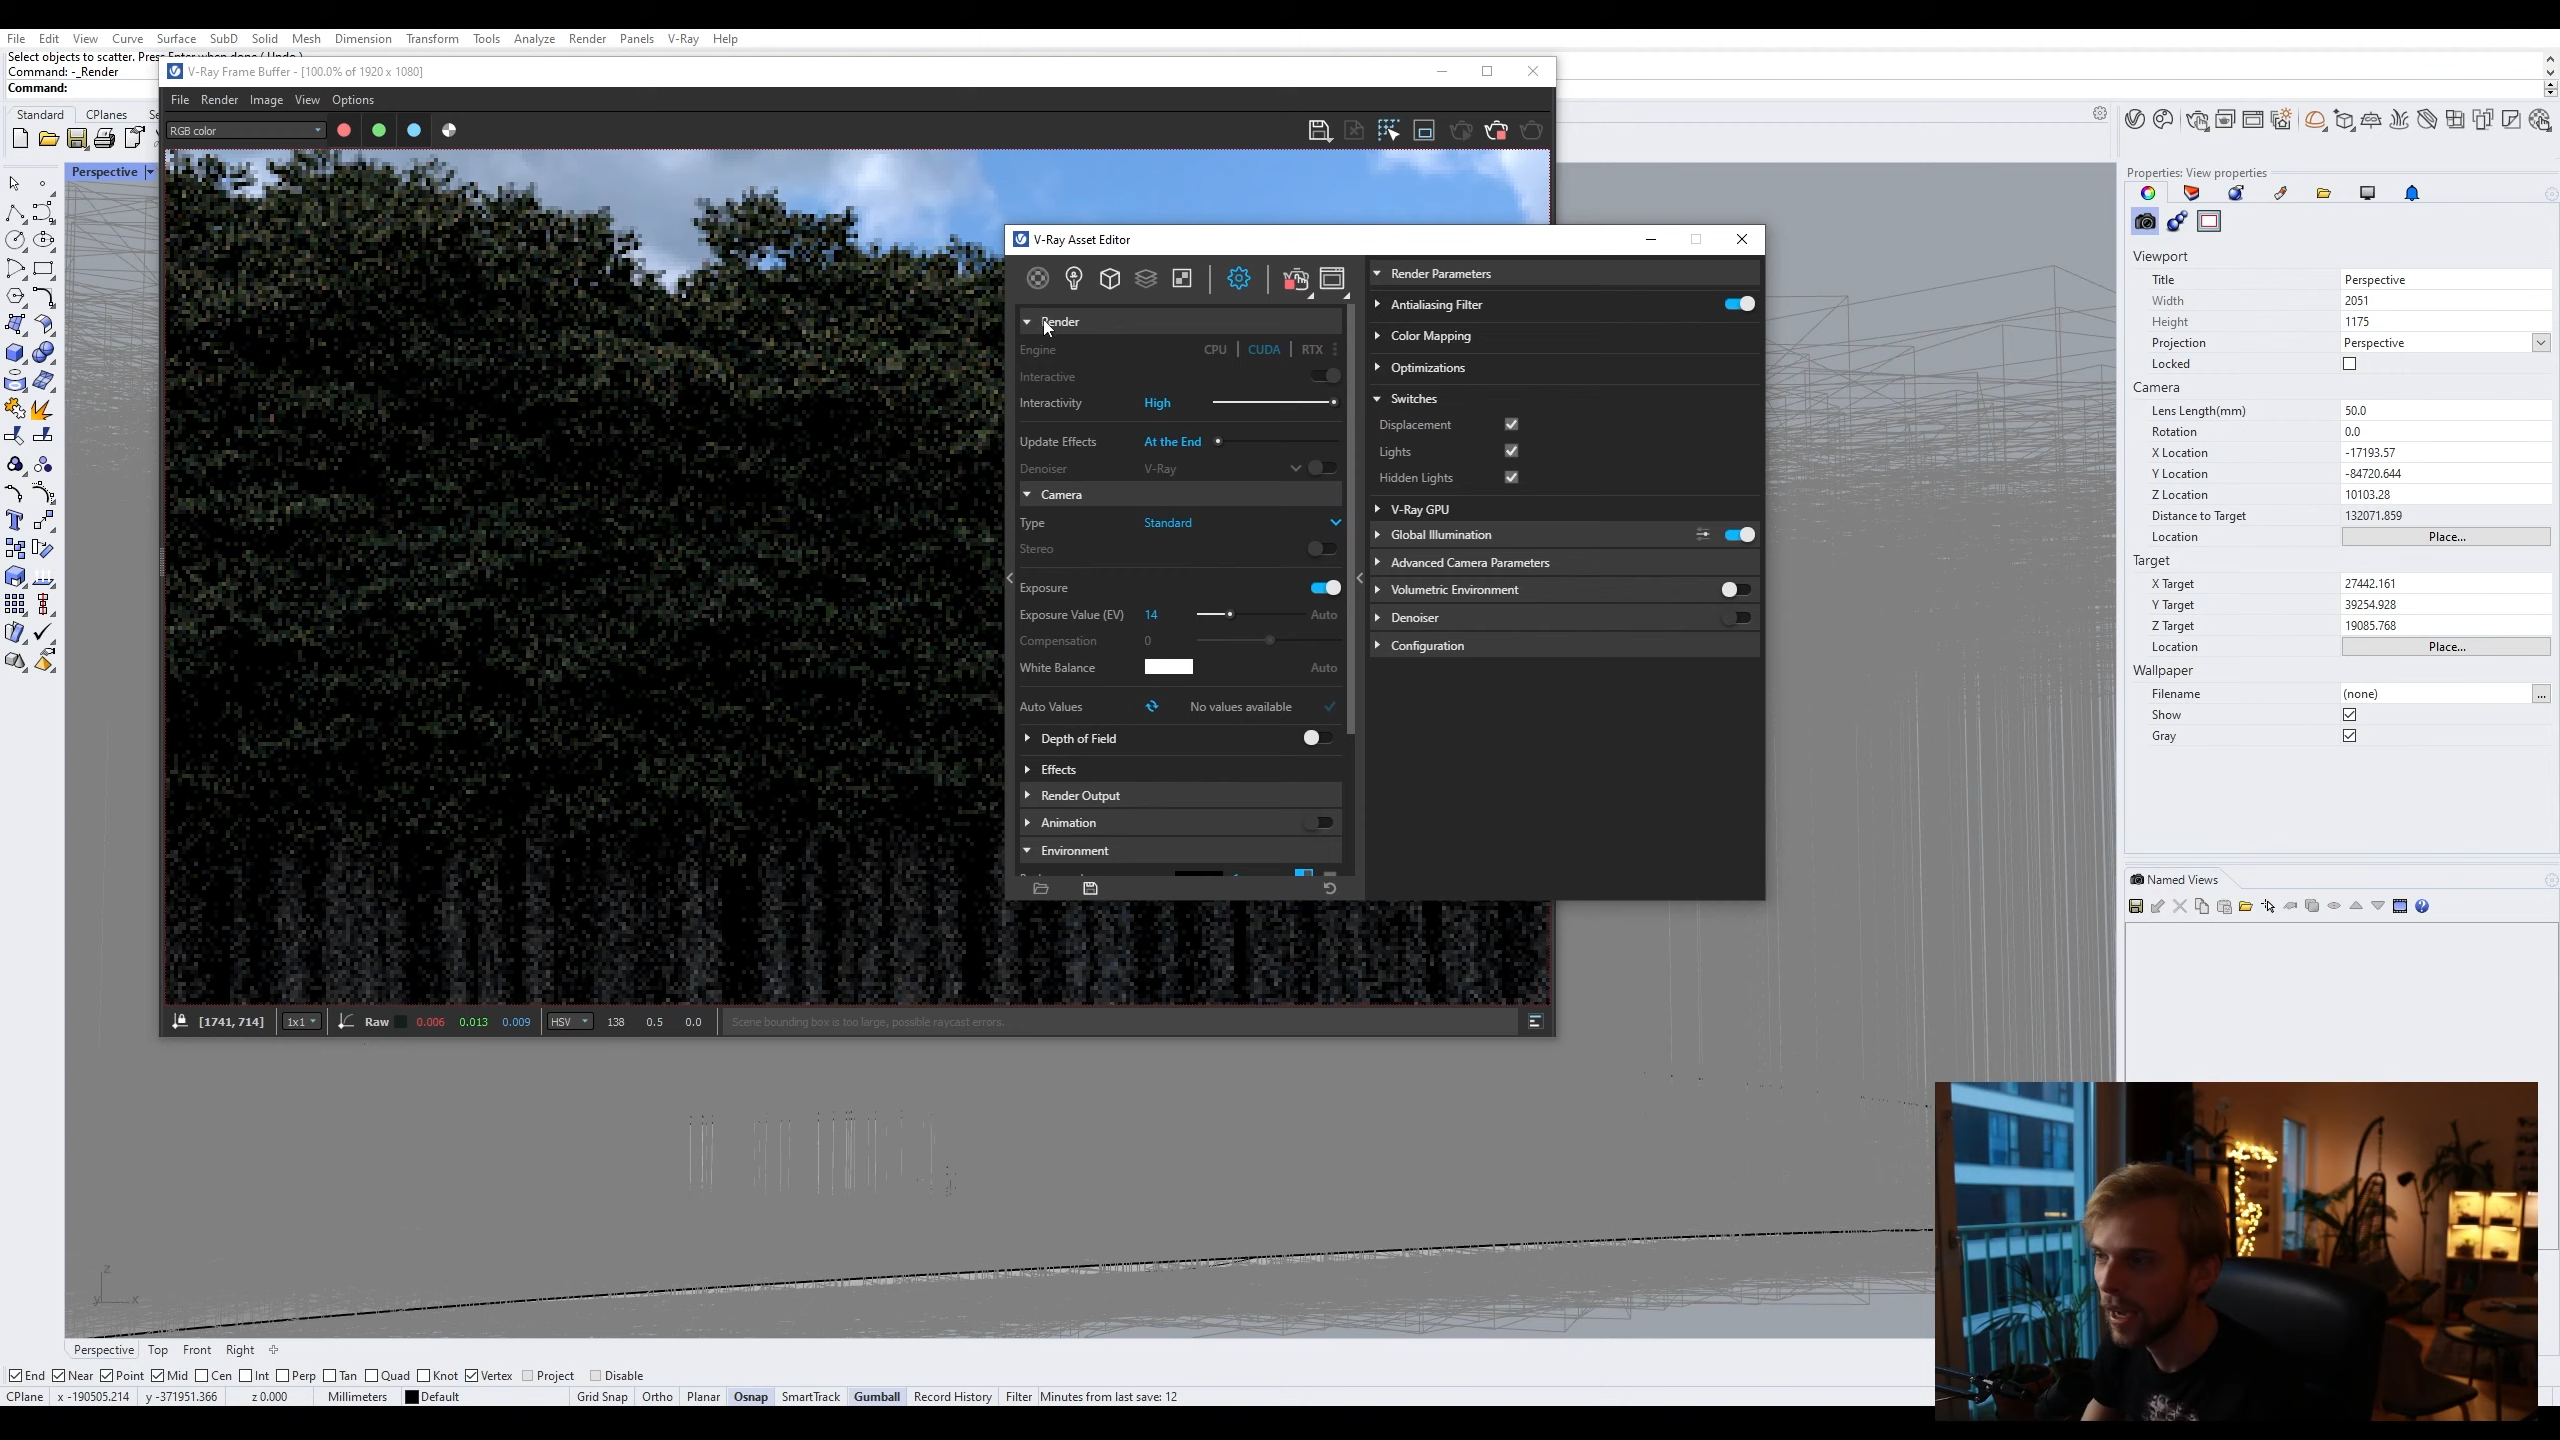 File Edit View Curve Surface SubD Solid Mesh Dimension Transform Tools Analyze Render Panels V-Ray Help
Select objects to scatter. Press Enter when done ( Undo )
Command: -_Render
Command:
V-Ray Frame Buffer - [100.0% of 1920 x 1080]
File Render Image View Options
Standard CPlanes Se
RGB color
Perspective
V-Ray Asset Editor
Render
Engine CPU CUDA RTX
Interactive
Interactivity High
Update Effects At the End
Denoiser V-Ray
Camera
Type Standard
Stereo
Exposure
Exposure Value (EV) 14 Auto
Compensation 0
White Balance Auto
Auto Values No values available
Depth of Field
Effects
Render Output
Animation
Environment
Render Parameters
Antialiasing Filter
Color Mapping
Optimizations
Switches
Displacement
Lights
Hidden Lights
V-Ray GPU
Global Illumination
Advanced Camera Parameters
Volumetric Environment
Denoiser
Configuration
[1741, 714] 1x1 Raw 0.006 0.013 0.009 HSV 138 0.5 0.0 Scene bounding box is too large, possible raycast errors.
Properties: View properties
Viewport
Title Perspective
Width 2051
Height 1175
Projection Perspective
Locked
Camera
Lens Length(mm) 50.0
Rotation 0.0
X Location -17193.57
Y Location -84720.644
Z Location 10103.28
Distance to Target 132071.859
Location Place...
Target
X Target 27442.161
Y Target 39254.928
Z Target 19085.768
Location Place...
Wallpaper
Filename (none) ...
Show
Gray
Named Views
z
y x
Perspective Top Front Right
End Near Point Mid Cen Int Perp Tan Quad Knot Vertex Project Disable
CPlane x -190505.214 y -371951.366 z 0.000 Millimeters Default Grid Snap Ortho Planar Osnap SmartTrack Gumball Record History Filter Minutes from last save: 12